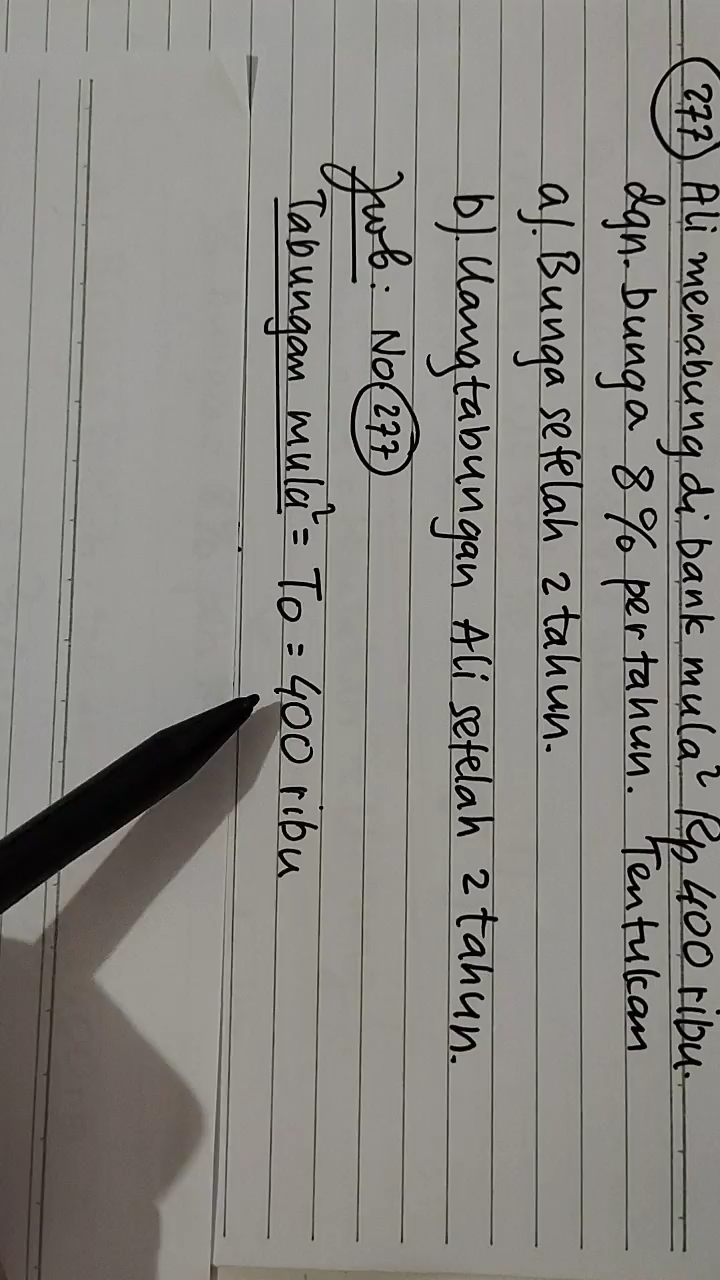 277 Ali menabung di bank mula² Rp 400 ribu.
dgn. bunga 8% per tahun. Tentukan
a). Bunga setelah 2 tahun.
b). Uang tabungan Ali setelah 2 tahun.
Jwb: No 277
Tabungan mula² = To = 400 ribu